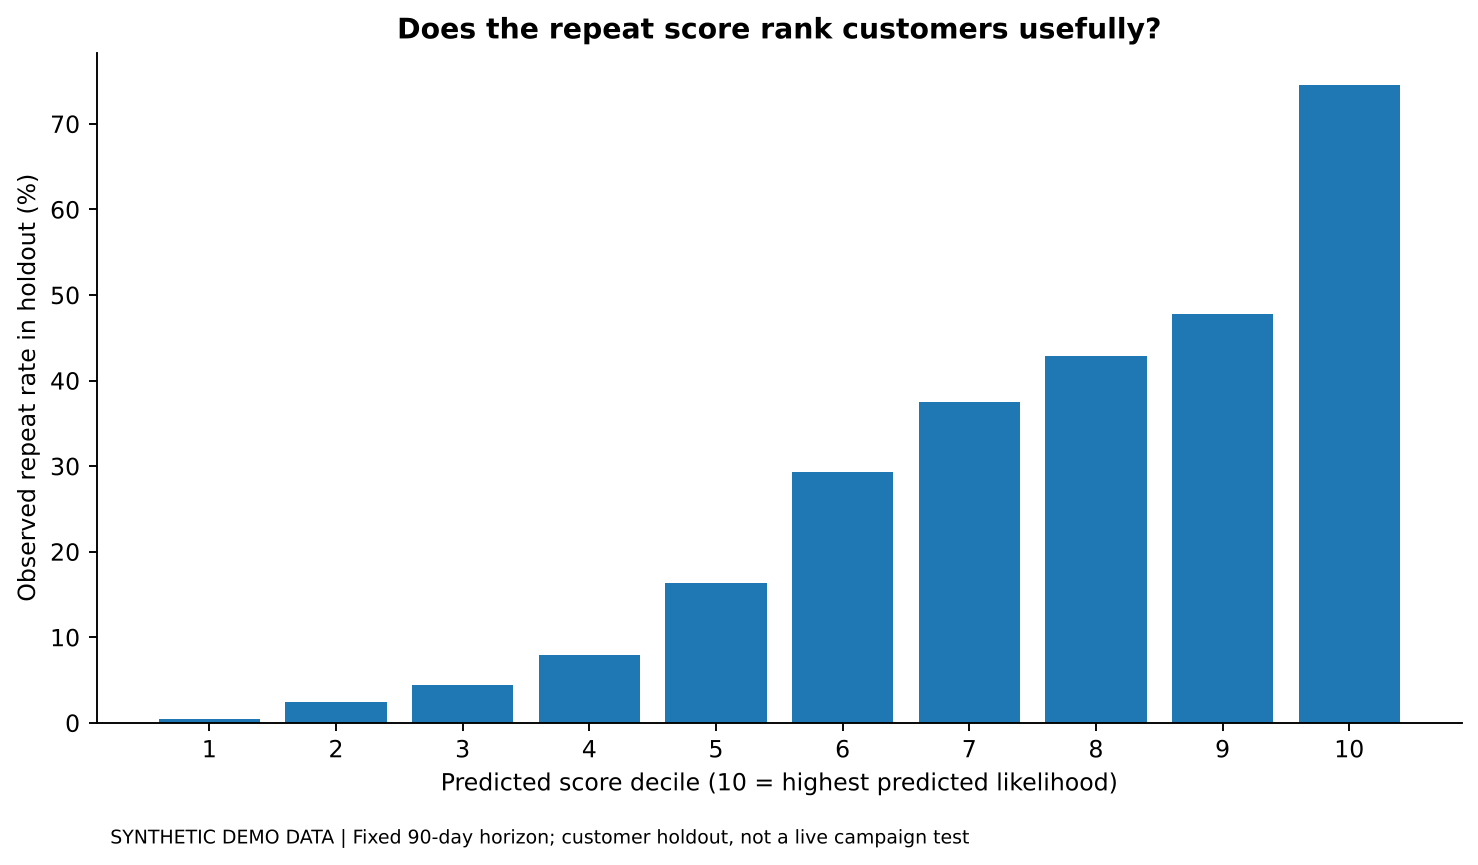 Does the repeat score rank customers usefully?
Observed repeat rate in holdout (%)
70
60
50
40
30
20
10
0
1 2 3 4 5 6 7 8 9 10
Predicted score decile (10 = highest predicted likelihood)
SYNTHETIC DEMO DATA | Fixed 90-day horizon; customer holdout, not a live campaign test